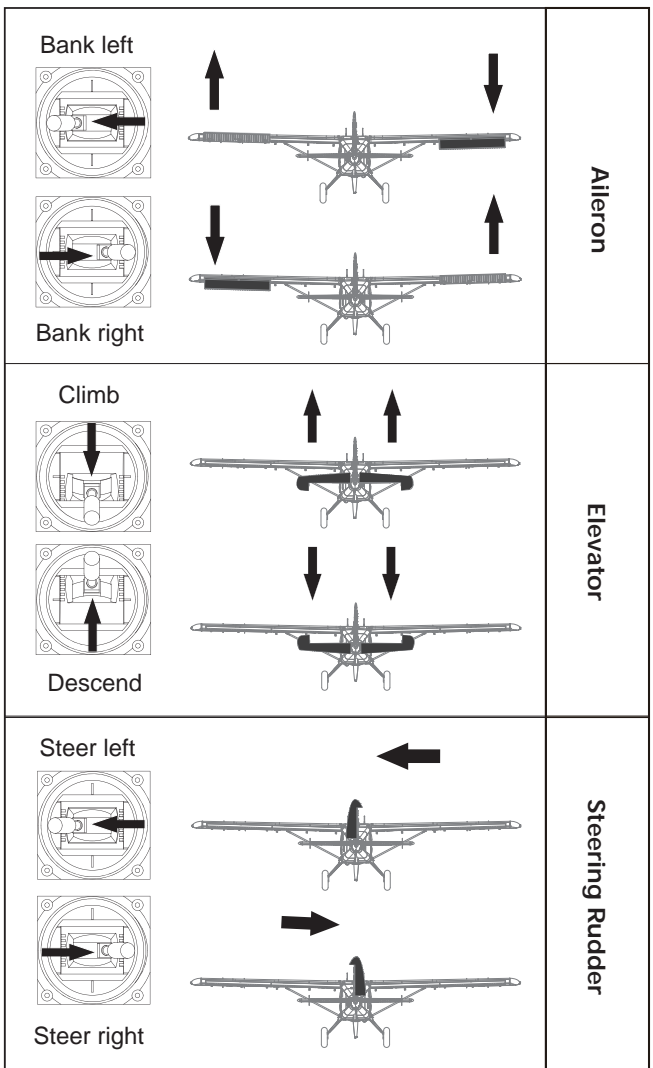 Bank left
Bank right
Aileron
Climb
Descend
Elevator
Steer left
Steer right
Steering Rudder